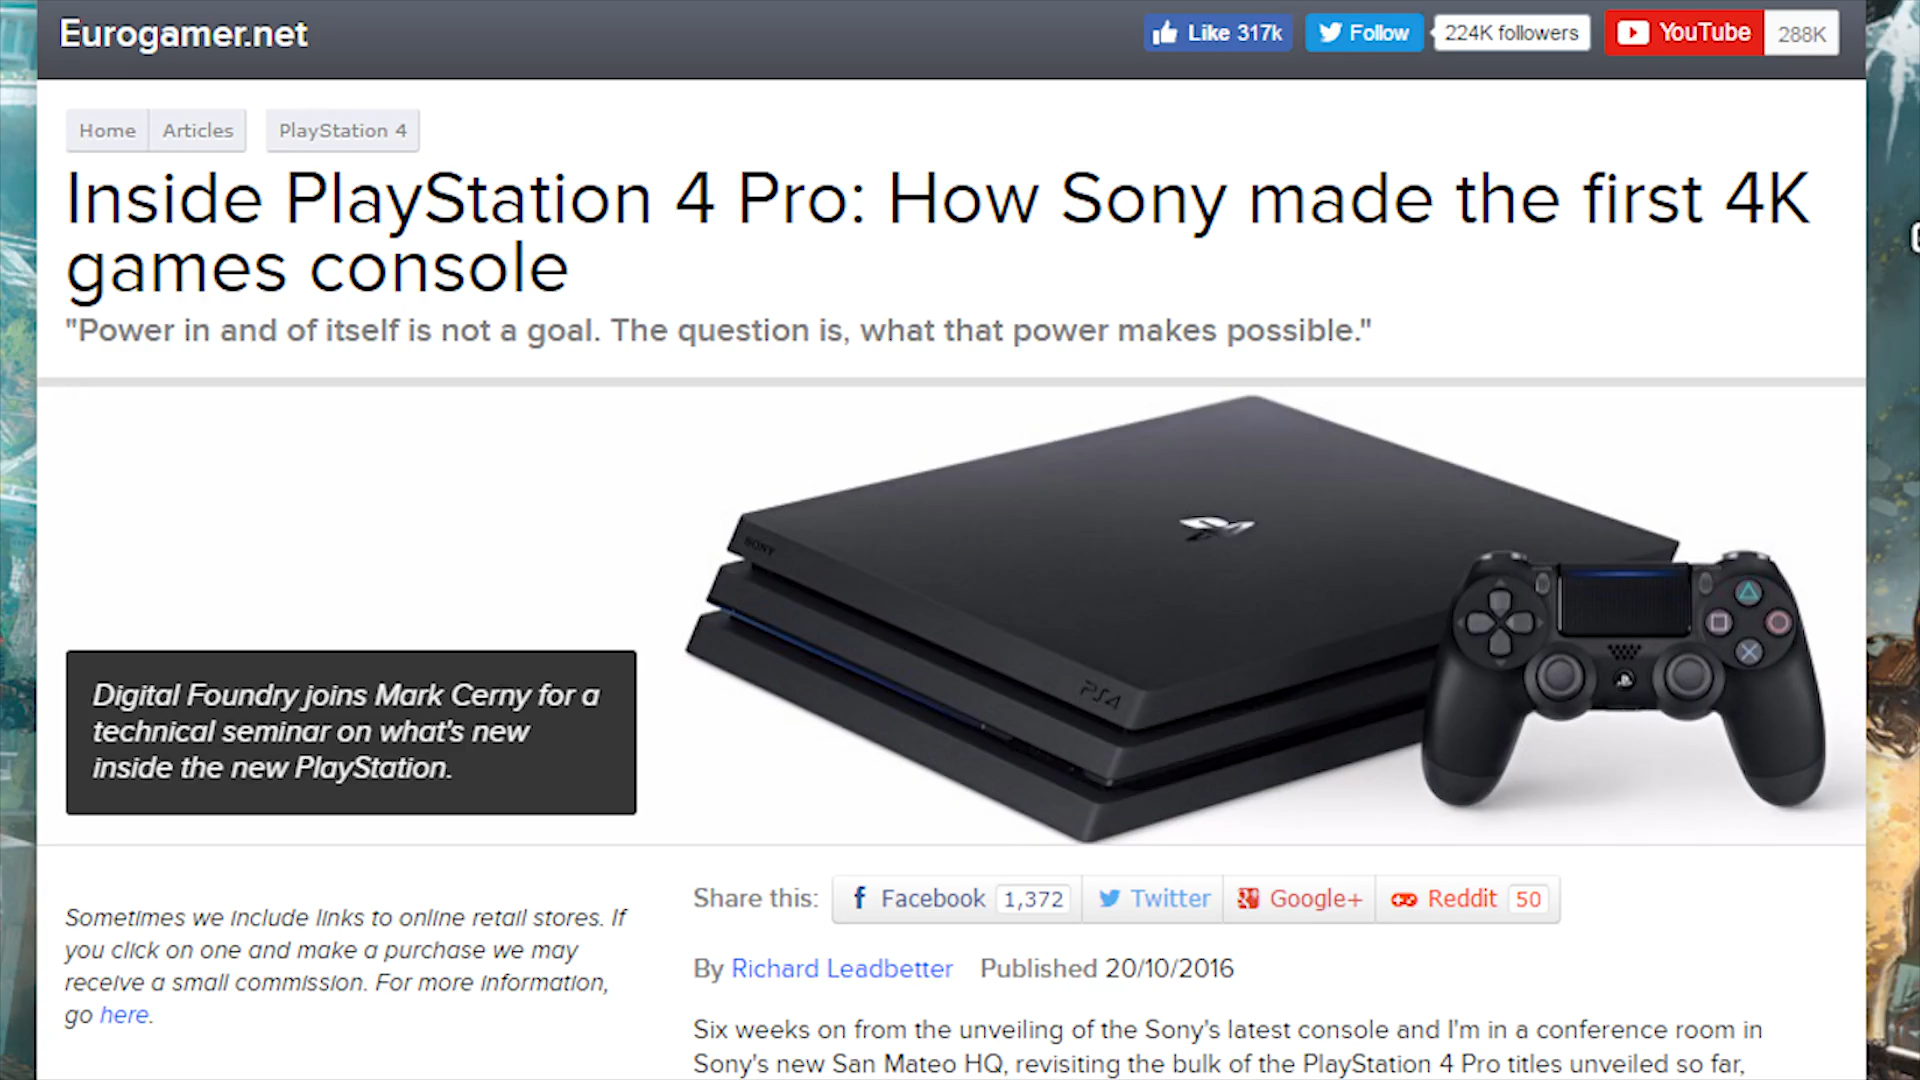 Eurogamer.net
Like 317k
Follow
224K followers
YouTube
288K
Home
Articles
PlayStation 4
Inside PlayStation 4 Pro: How Sony made the first 4K
games console
"Power in and of itself is not a goal. The question is, what that power makes possible."
SONY
PS4
Digital Foundry joins Mark Cerny for a
technical seminar on what's new
inside the new PlayStation.
Sometimes we include links to online retail stores. If
you click on one and make a purchase we may
receive a small commission. For more information,
go here.
Share this:
Facebook 1,372
Twitter
Google+
Reddit 50
By Richard Leadbetter Published 20/10/2016
Six weeks on from the unveiling of the Sony's latest console and I'm in a conference room in
Sony's new San Mateo HQ, revisiting the bulk of the PlayStation 4 Pro titles unveiled so far,